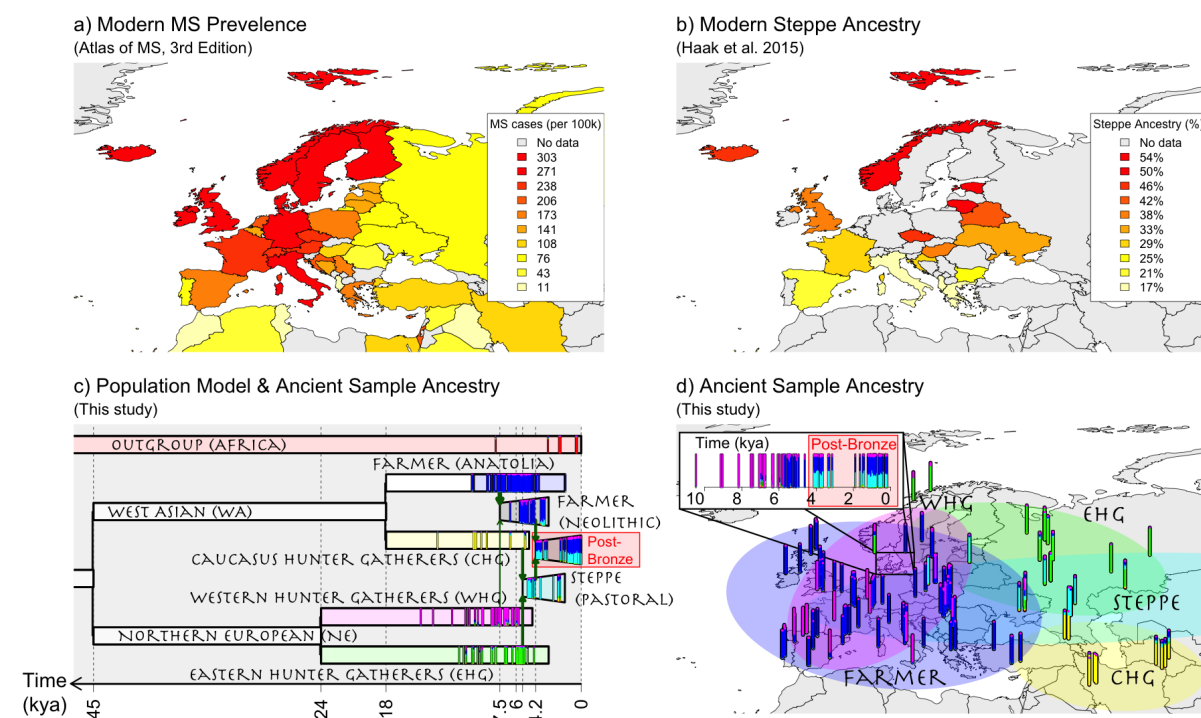 a) Modern MS Prevelence
(Atlas of MS, 3rd Edition)
MS cases (per 100k)
No data
303
271
238
206
173
141
108
76
43
11
b) Modern Steppe Ancestry
(Haak et al. 2015)
Steppe Ancestry (%)
No data
54%
50%
46%
42%
38%
33%
29%
25%
21%
17%
c) Population Model & Ancient Sample Ancestry
(This study)
OUTGROUP (AFRICA)
FARMER (ANATOLIA)
WEST ASIAN (WA)
FARMER
(NEOLITHIC)
CAUCASUS HUNTER GATHERERS (CHG)
Post-
Bronze
STEPPE
(PASTORAL)
WESTERN HUNTER GATHERERS (WHG)
NORTHERN EUROPEAN (NE)
EASTERN HUNTER GATHERERS (EHG)
Time
(kya)
45
24
18
7.5
6
4.2
0
d) Ancient Sample Ancestry
(This study)
Time (kya)
Post-Bronze
10 8 6 4 2 0
WHG
EHG
STEPPE
FARMER
CHG